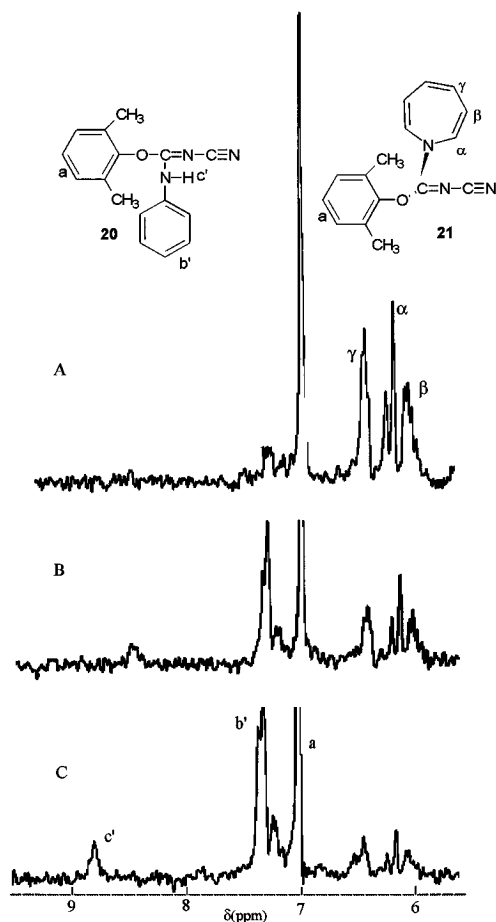 CH₃
a
O
C=N-C≡N
CH₃
N-H c'
20
b'
γ
β
α
N
CH₃
a
O
C=N-C≡N
CH₃
21
A
γ
α
β
B
C
b'
a
c'
9 8 7 6
δ(ppm)